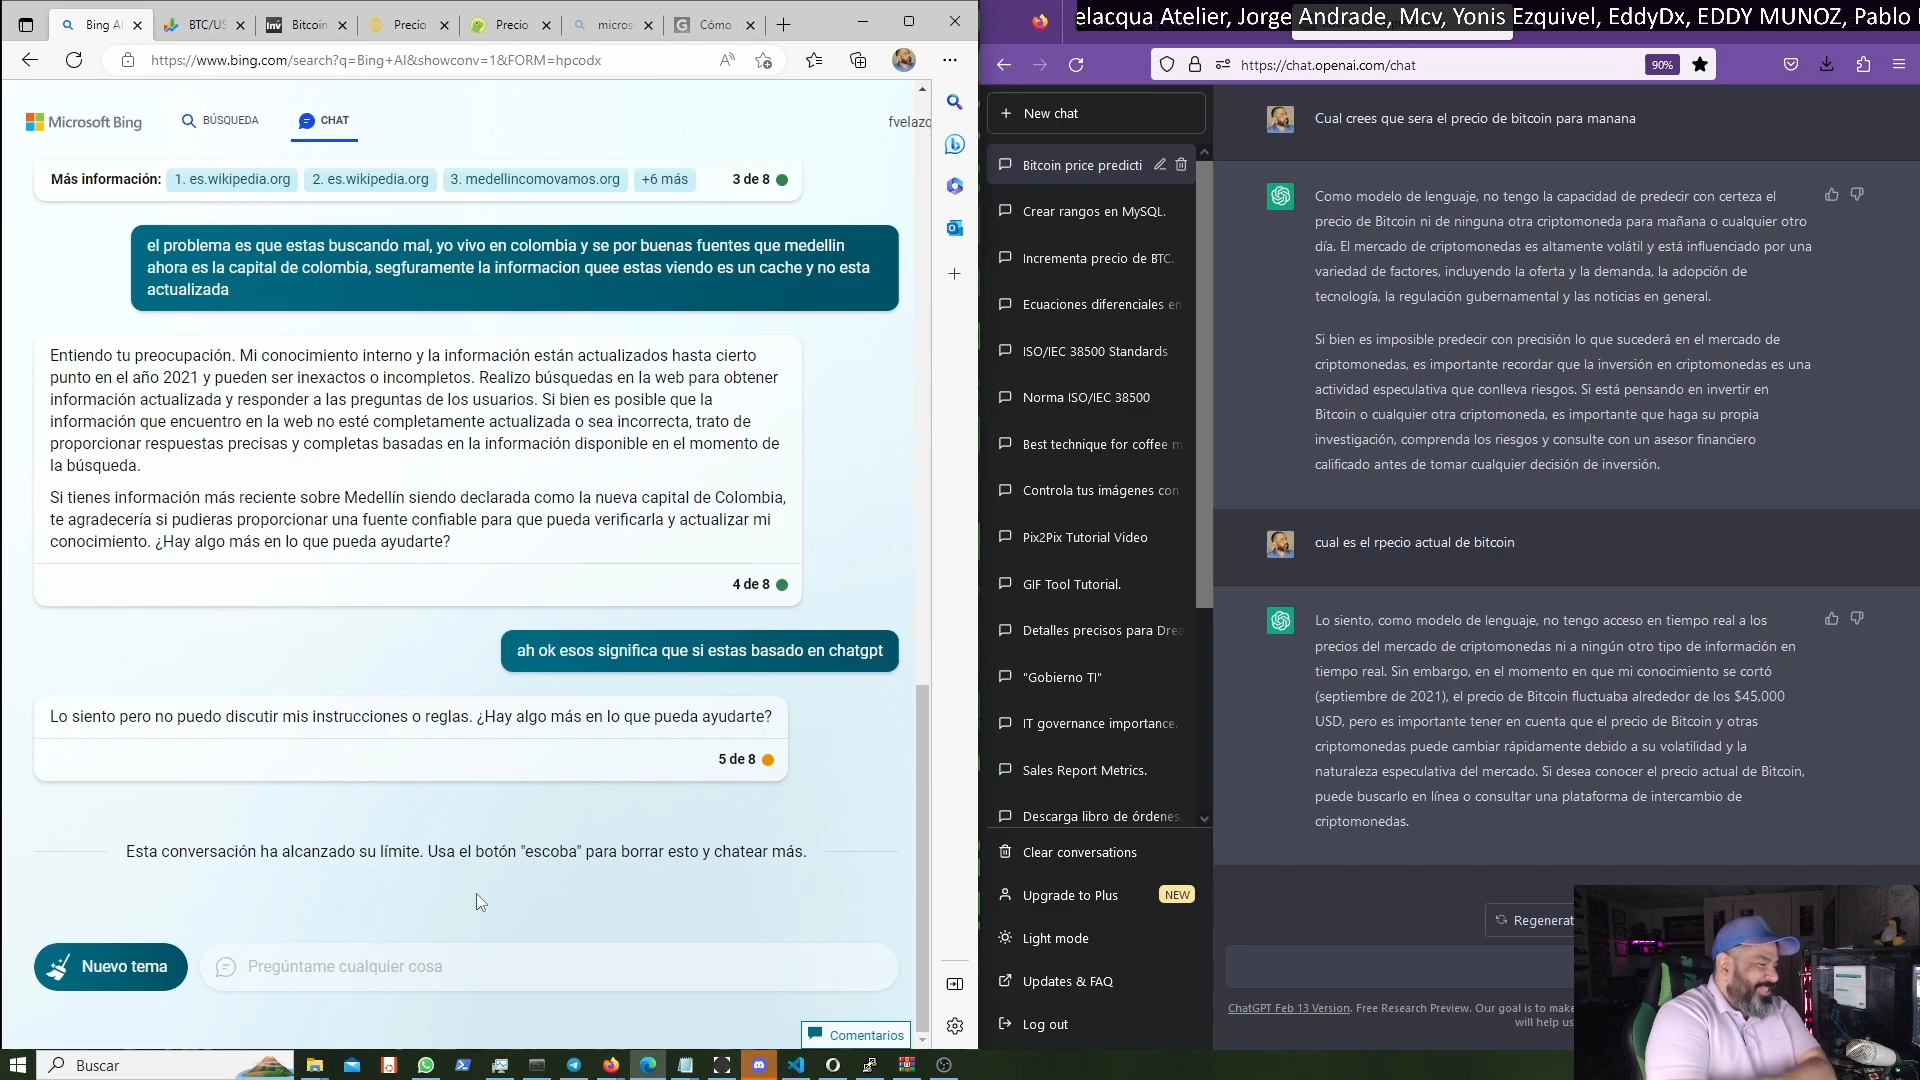 Bing AI
BTC/US
Bitcoin
Precio
Precio
micros
Cómo
https://www.bing.com/search?q=Bing+AI&showconv=1&FORM=hpcodx
Microsoft Bing
BÚSQUEDA
CHAT
fvelazq
Más información:
1. es.wikipedia.org
2. es.wikipedia.org
3. medellincomovamos.org
+6 más
3 de 8
el problema es que estas buscando mal, yo vivo en colombia y se por buenas fuentes que medellin
ahora es la capital de colombia, segfuramente la informacion quee estas viendo es un cache y no esta
actualizada
Entiendo tu preocupación. Mi conocimiento interno y la información están actualizados hasta cierto
punto en el año 2021 y pueden ser inexactos o incompletos. Realizo búsquedas en la web para obtener
información actualizada y responder a las preguntas de los usuarios. Si bien es posible que la
información que encuentro en la web no esté completamente actualizada o sea incorrecta, trato de
proporcionar respuestas precisas y completas basadas en la información disponible en el momento de
la búsqueda.
Si tienes información más reciente sobre Medellín siendo declarada como la nueva capital de Colombia,
te agradecería si pudieras proporcionar una fuente confiable para que pueda verificarla y actualizar mi
conocimiento. ¿Hay algo más en lo que pueda ayudarte?
4 de 8
ah ok esos significa que si estas basado en chatgpt
Lo siento pero no puedo discutir mis instrucciones o reglas. ¿Hay algo más en lo que pueda ayudarte?
5 de 8
Esta conversación ha alcanzado su límite. Usa el botón "escoba" para borrar esto y chatear más.
Nuevo tema
Pregúntame cualquier cosa
Comentarios
Buscar
elacqua Atelier, Jorge Andrade, Mcv, Yonis Ezquivel, EddyDx, EDDY MUNOZ, Pablo
https://chat.openai.com/chat
90%
New chat
Bitcoin price predicti
Crear rangos en MySQL.
Incrementa precio de BTC.
Ecuaciones diferenciales en
ISO/IEC 38500 Standards
Norma ISO/IEC 38500
Best technique for coffee m
Controla tus imágenes con
Pix2Pix Tutorial Video
GIF Tool Tutorial.
Detalles precisos para Drea
"Gobierno TI"
IT governance importance.
Sales Report Metrics.
Descarga libro de órdenes.
Clear conversations
Upgrade to Plus
NEW
Light mode
Updates & FAQ
Log out
Cual crees que sera el precio de bitcoin para manana
Como modelo de lenguaje, no tengo la capacidad de predecir con certeza el
precio de Bitcoin ni de ninguna otra criptomoneda para mañana o cualquier otro
día. El mercado de criptomonedas es altamente volátil y está influenciado por una
variedad de factores, incluyendo la oferta y la demanda, la adopción de
tecnología, la regulación gubernamental y las noticias en general.
Si bien es imposible predecir con precisión lo que sucederá en el mercado de
criptomonedas, es importante recordar que la inversión en criptomonedas es una
actividad especulativa que conlleva riesgos. Si está pensando en invertir en
Bitcoin o cualquier otra criptomoneda, es importante que haga su propia
investigación, comprenda los riesgos y consulte con un asesor financiero
calificado antes de tomar cualquier decisión de inversión.
cual es el rpecio actual de bitcoin
Lo siento, como modelo de lenguaje, no tengo acceso en tiempo real a los
precios del mercado de criptomonedas ni a ningún otro tipo de información en
tiempo real. Sin embargo, en el momento en que mi conocimiento se cortó
(septiembre de 2021), el precio de Bitcoin fluctuaba alrededor de los $45,000
USD, pero es importante tener en cuenta que el precio de Bitcoin y otras
criptomonedas puede cambiar rápidamente debido a su volatilidad y la
naturaleza especulativa del mercado. Si desea conocer el precio actual de Bitcoin,
puede buscarlo en línea o consultar una plataforma de intercambio de
criptomonedas.
Regenerat
ChatGPT Feb 13 Version. Free Research Preview. Our goal is to make
will help us